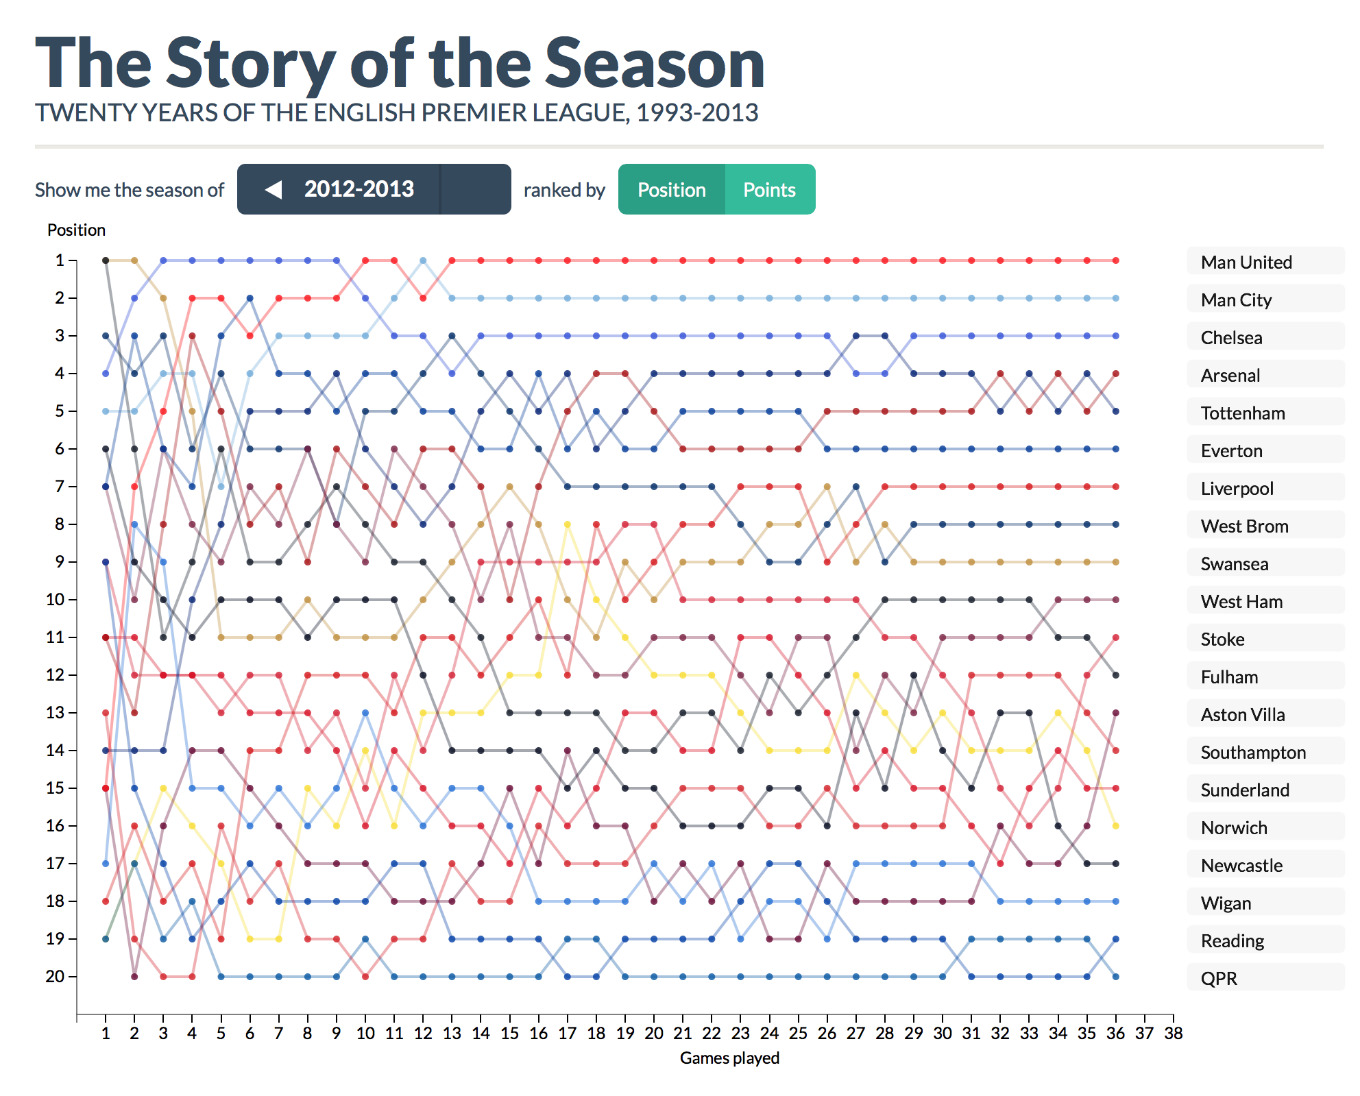 The Story of the Season
TWENTY YEARS OF THE ENGLISH PREMIER LEAGUE, 1993-2013
Show me the season of ◀ 2012-2013 ranked by Position Points
Position
1 Man United
2 Man City
3 Chelsea
4 Arsenal
5 Tottenham
6 Everton
7 Liverpool
8 West Brom
9 Swansea
10 West Ham
11 Stoke
12 Fulham
13 Aston Villa
14 Southampton
15 Sunderland
16 Norwich
17 Newcastle
18 Wigan
19 Reading
20 QPR
1 2 3 4 5 6 7 8 9 10 11 12 13 14 15 16 17 18 19 20 21 22 23 24 25 26 27 28 29 30 31 32 33 34 35 36 37 38
Games played